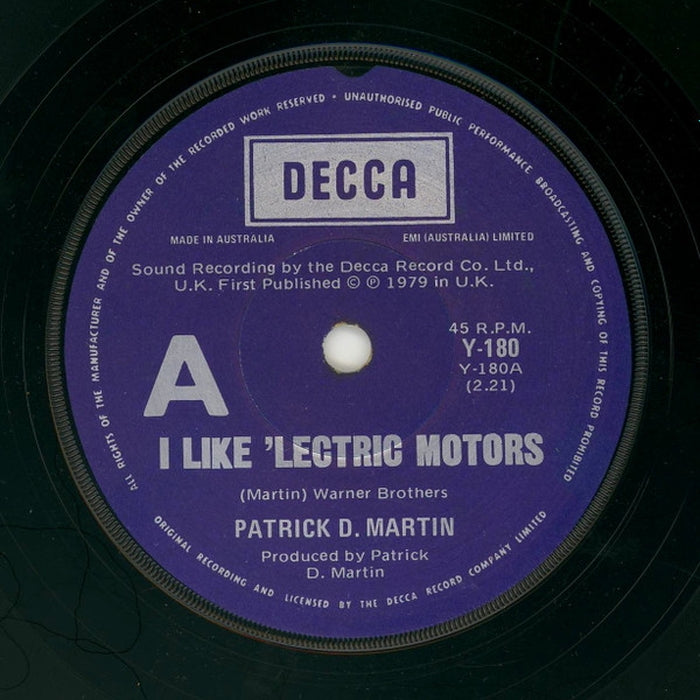 ALL RIGHTS OF THE MANUFACTURER AND OF THE OWNER OF THE RECORDED WORK RESERVED • UNAUTHORISED PUBLIC PERFORMANCE BROADCASTING AND COPYING OF THIS RECORD PROHIBITED
DECCA
MADE IN AUSTRALIA
EMI (AUSTRALIA) LIMITED
Sound Recording by the Decca Record Co. Ltd.,
U.K. First Published © ℗ 1979 in U.K.
A
45 R.P.M.
Y-180
Y-180A
(2.21)
I LIKE 'LECTRIC MOTORS
(Martin) Warner Brothers
PATRICK D. MARTIN
Produced by Patrick
D. Martin
ORIGINAL RECORDING AND LICENSED BY THE DECCA RECORD COMPANY LIMITED